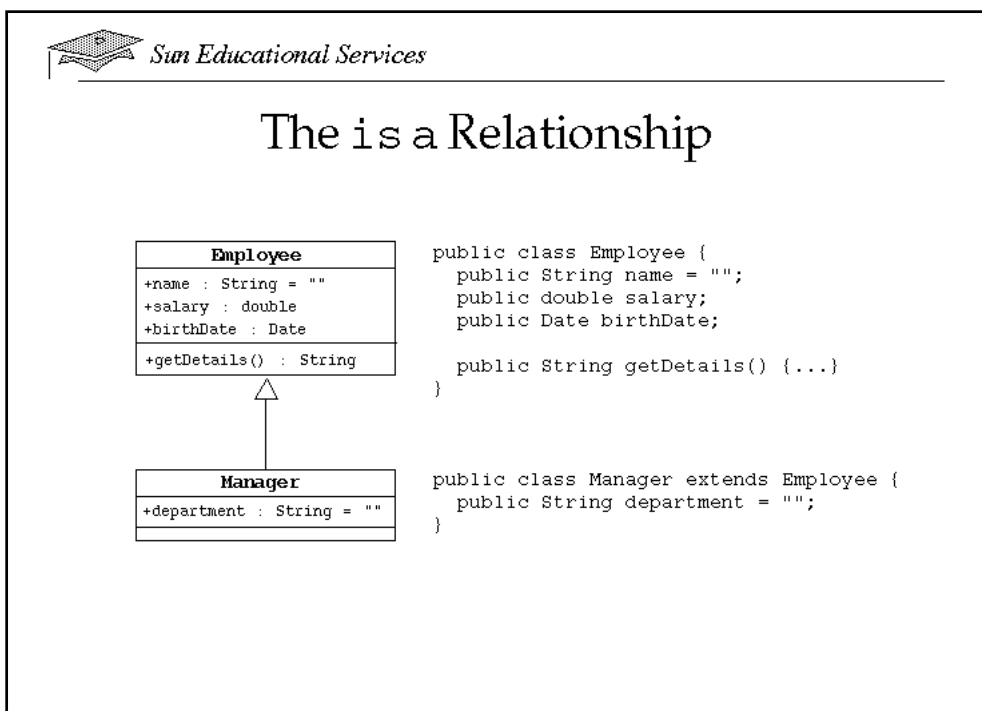 Sun Educational Services
The is a Relationship
Employee
+name : String = ""
+salary : double
+birthDate : Date
+getDetails() : String
public class Employee {
  public String name = "";
  public double salary;
  public Date birthDate;
  public String getDetails() {...}
}
Manager
+department : String = ""
public class Manager extends Employee {
  public String department = "";
}